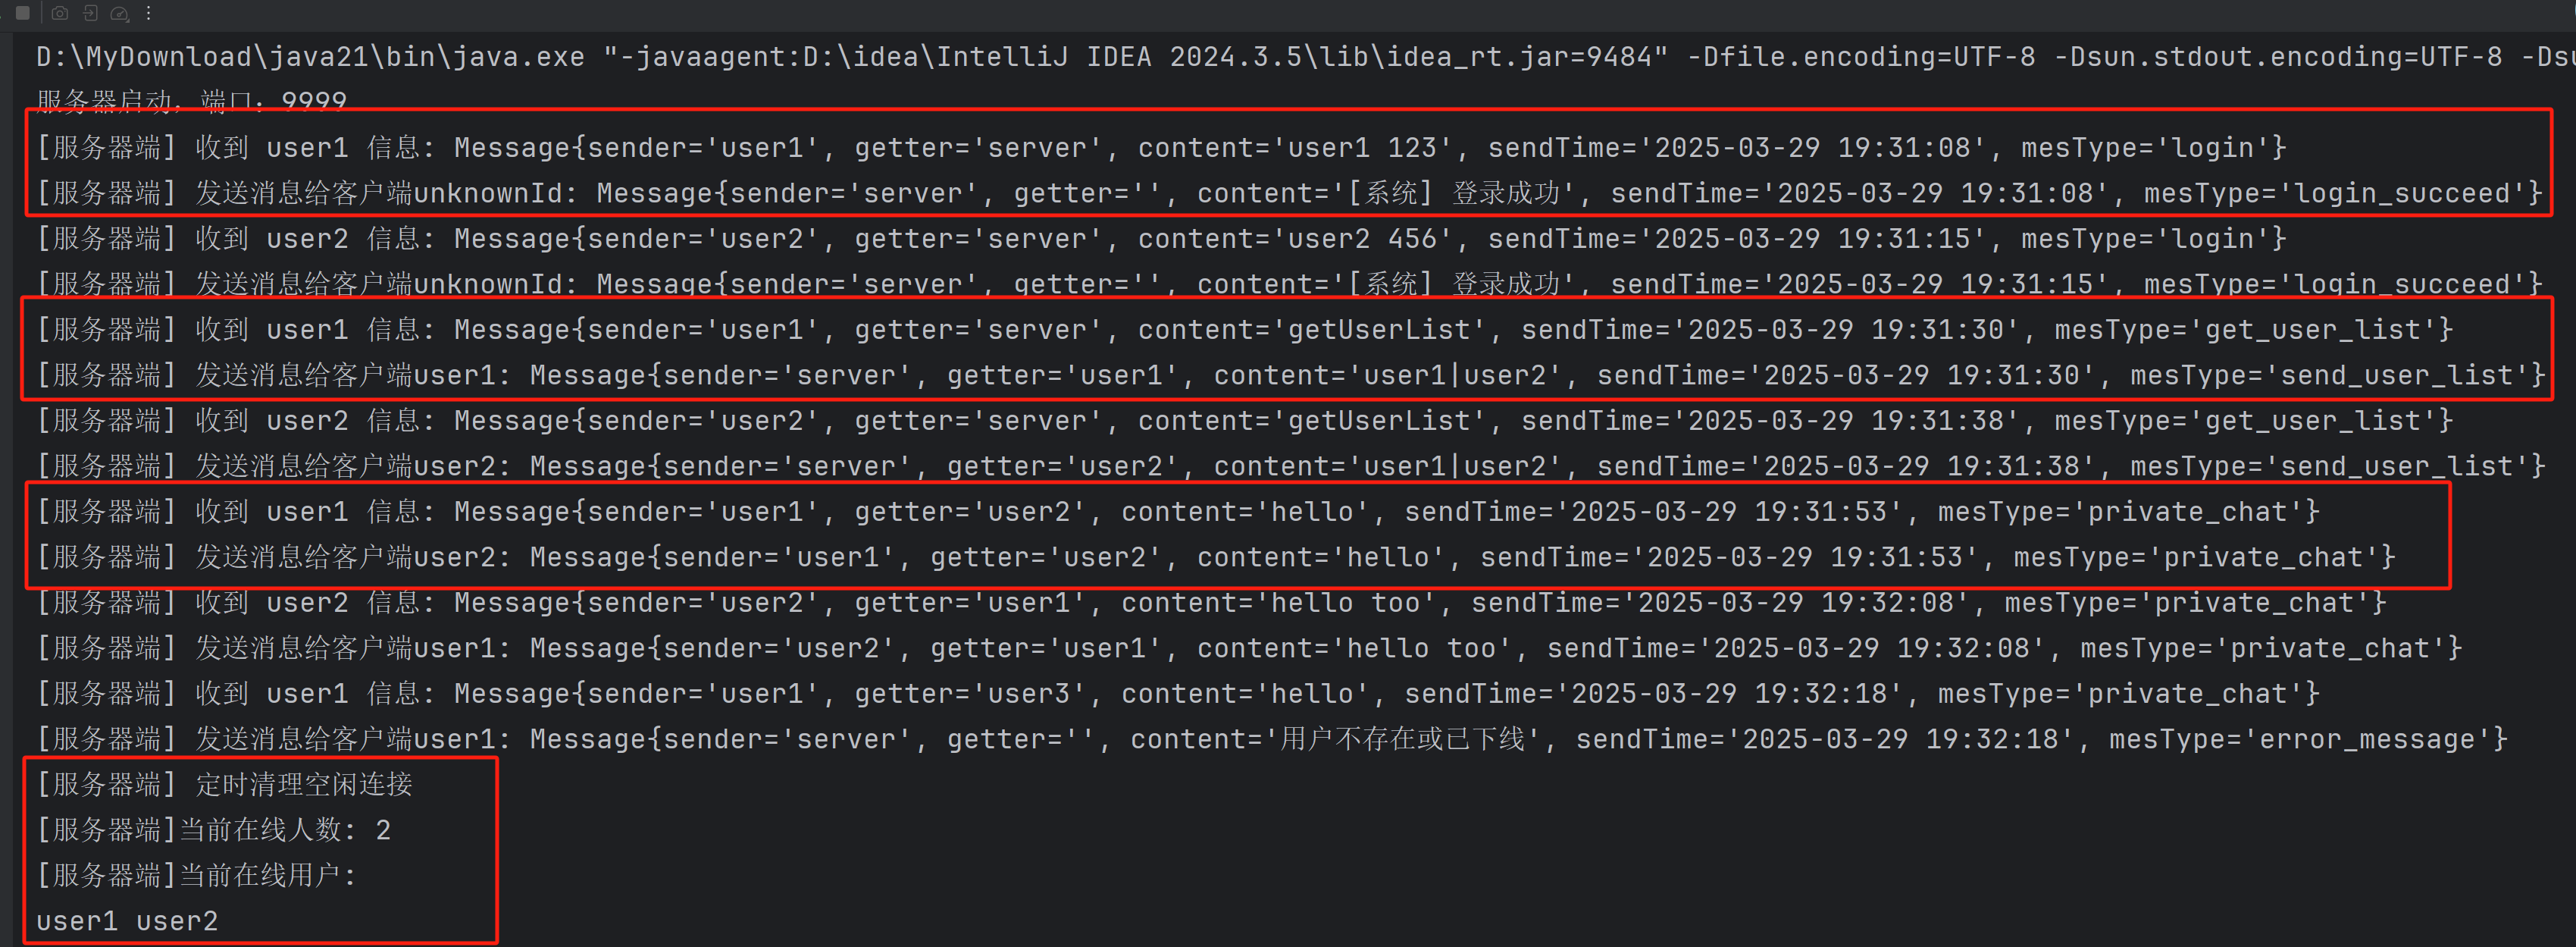 D:\MyDownload\java21\bin\java.exe "-javaagent:D:\idea\IntelliJ IDEA 2024.3.5\lib\idea_rt.jar=9484" -Dfile.encoding=UTF-8 -Dsun.stdout.encoding=UTF-8 -Dsu
服务器启动，端口：9999
[服务器端] 收到 user1 信息: Message{sender='user1', getter='server', content='user1 123', sendTime='2025-03-29 19:31:08', mesType='login'}
[服务器端] 发送消息给客户端unknownId: Message{sender='server', getter='', content='[系统] 登录成功', sendTime='2025-03-29 19:31:08', mesType='login_succeed'}
[服务器端] 收到 user2 信息: Message{sender='user2', getter='server', content='user2 456', sendTime='2025-03-29 19:31:15', mesType='login'}
[服务器端] 发送消息给客户端unknownId: Message{sender='server', getter='', content='[系统] 登录成功', sendTime='2025-03-29 19:31:15', mesType='login_succeed'}
[服务器端] 收到 user1 信息: Message{sender='user1', getter='server', content='getUserList', sendTime='2025-03-29 19:31:30', mesType='get_user_list'}
[服务器端] 发送消息给客户端user1: Message{sender='server', getter='user1', content='user1|user2', sendTime='2025-03-29 19:31:30', mesType='send_user_list'}
[服务器端] 收到 user2 信息: Message{sender='user2', getter='server', content='getUserList', sendTime='2025-03-29 19:31:38', mesType='get_user_list'}
[服务器端] 发送消息给客户端user2: Message{sender='server', getter='user2', content='user1|user2', sendTime='2025-03-29 19:31:38', mesType='send_user_list'}
[服务器端] 收到 user1 信息: Message{sender='user1', getter='user2', content='hello', sendTime='2025-03-29 19:31:53', mesType='private_chat'}
[服务器端] 发送消息给客户端user2: Message{sender='user1', getter='user2', content='hello', sendTime='2025-03-29 19:31:53', mesType='private_chat'}
[服务器端] 收到 user2 信息: Message{sender='user2', getter='user1', content='hello too', sendTime='2025-03-29 19:32:08', mesType='private_chat'}
[服务器端] 发送消息给客户端user1: Message{sender='user2', getter='user1', content='hello too', sendTime='2025-03-29 19:32:08', mesType='private_chat'}
[服务器端] 收到 user1 信息: Message{sender='user1', getter='user3', content='hello', sendTime='2025-03-29 19:32:18', mesType='private_chat'}
[服务器端] 发送消息给客户端user1: Message{sender='server', getter='', content='用户不存在或已下线', sendTime='2025-03-29 19:32:18', mesType='error_message'}
[服务器端] 定时清理空闲连接
[服务器端]当前在线人数: 2
[服务器端]当前在线用户:
user1 user2